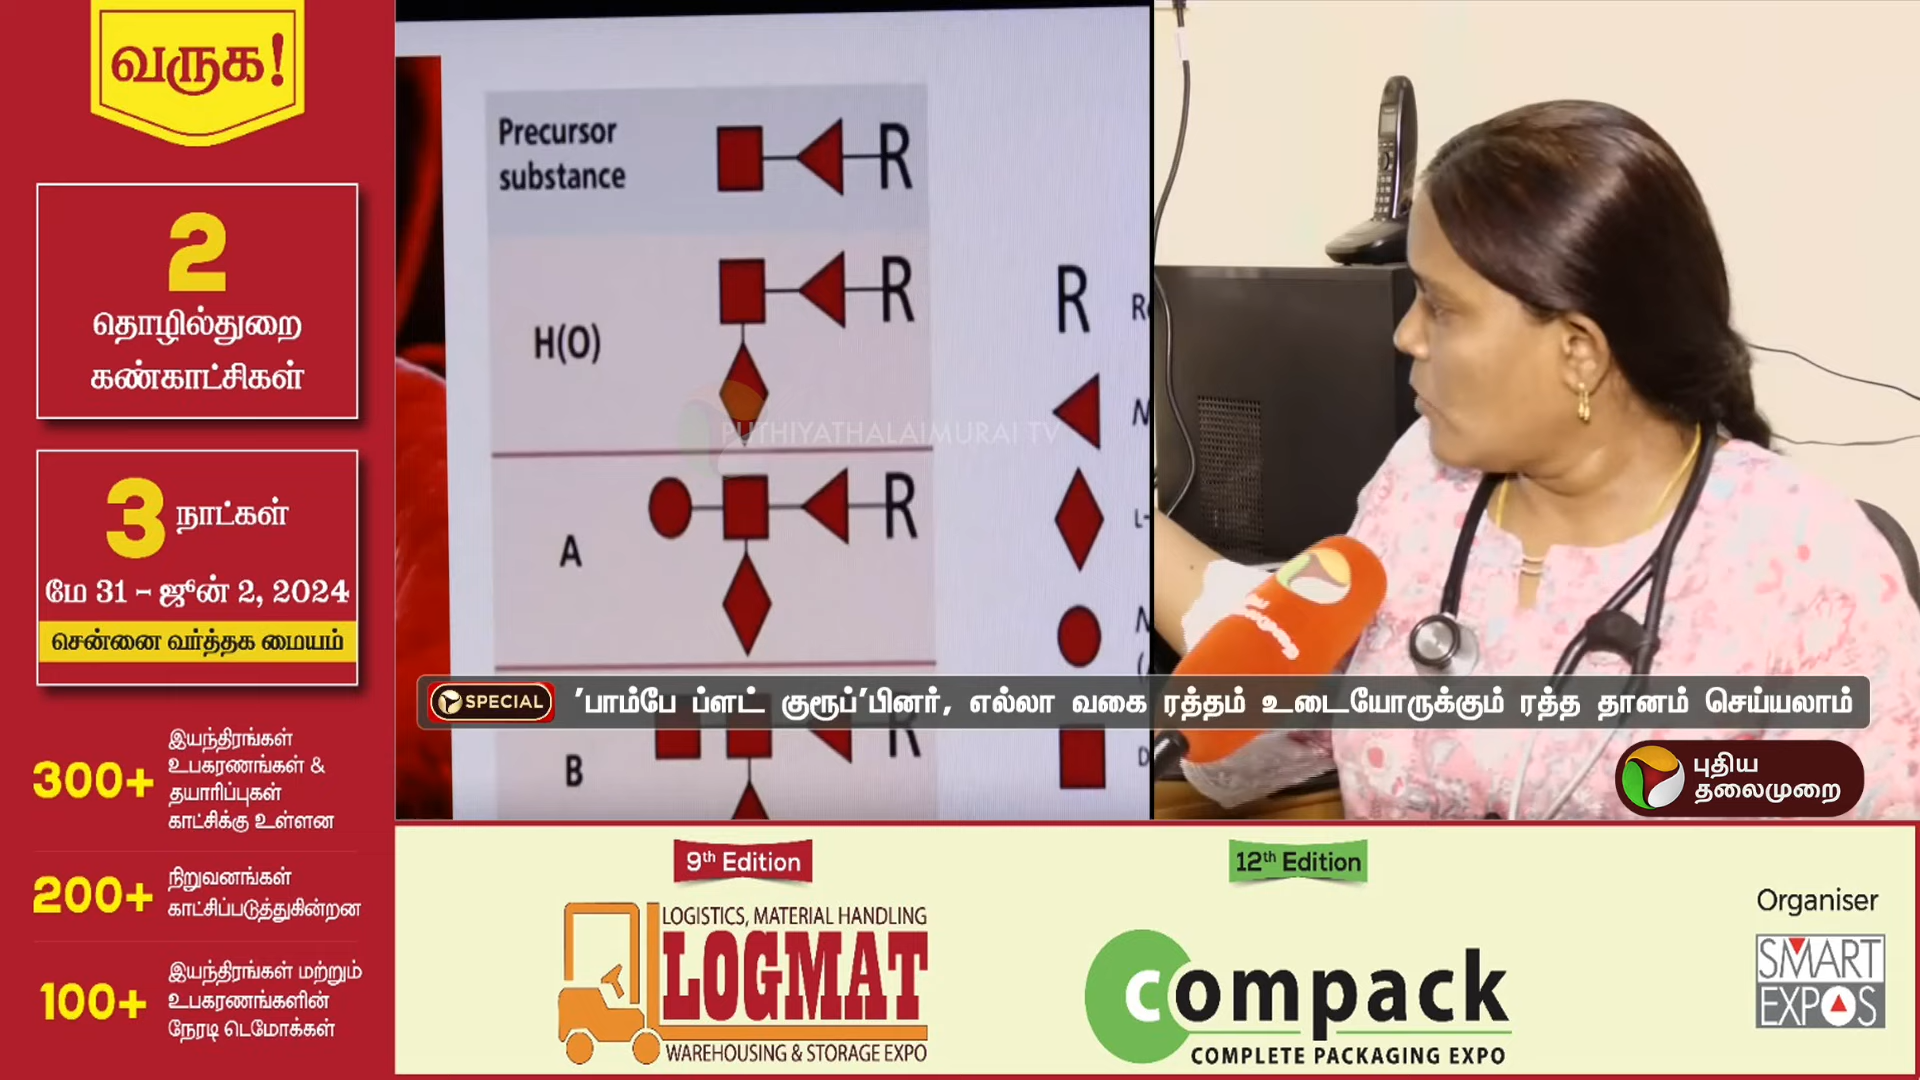 வருக!
2
தொழில்துறை
கண்காட்சிகள்
3 நாட்கள்
மே 31 - ஜூன் 2, 2024
சென்னை வர்த்தக மையம்
300+
இயந்திரங்கள்
உபகரணங்கள் &
தயாரிப்புகள்
காட்சிக்கு உள்ளன
200+
நிறுவனங்கள்
காட்சிப்படுத்துகின்றன
100+
இயந்திரங்கள் மற்றும்
உபகரணங்களின்
நேரடி டெமோக்கள்
Precursor
substance
R
H(O)
R
A
R
B
R
R
PUTHIYATHALAIMURAI TV
SPECIAL
'பாம்பே ப்ளட் குரூப்'பினர், எல்லா வகை ரத்தம் உடையோருக்கும் ரத்த தானம் செய்யலாம்
புதிய
தலைமுறை
9th Edition
LOGISTICS, MATERIAL HANDLING
LOGMAT
WAREHOUSING & STORAGE EXPO
12th Edition
compack
COMPLETE PACKAGING EXPO
Organiser
SMART
EXPOS